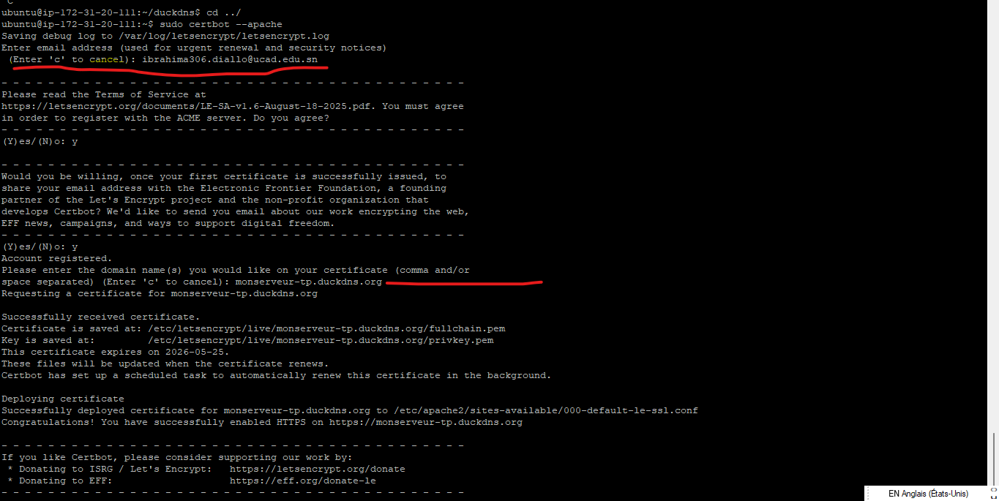 ubuntu@ip-172-31-20-111:~/duckdns$ cd ../
ubuntu@ip-172-31-20-111:~$ sudo certbot --apache
Saving debug log to /var/log/letsencrypt/letsencrypt.log
Enter email address (used for urgent renewal and security notices)
 (Enter 'c' to cancel): ibrahima306.diallo@ucad.edu.sn
- - - - - - - - - - - - - - - - - - - - - - - - - - - - - - - - - - - - - - - -
Please read the Terms of Service at
https://letsencrypt.org/documents/LE-SA-v1.6-August-18-2025.pdf. You must agree
in order to register with the ACME server. Do you agree?
- - - - - - - - - - - - - - - - - - - - - - - - - - - - - - - - - - - - - - - -
(Y)es/(N)o: y
- - - - - - - - - - - - - - - - - - - - - - - - - - - - - - - - - - - - - - - -
Would you be willing, once your first certificate is successfully issued, to
share your email address with the Electronic Frontier Foundation, a founding
partner of the Let's Encrypt project and the non-profit organization that
develops Certbot? We'd like to send you email about our work encrypting the web,
EFF news, campaigns, and ways to support digital freedom.
- - - - - - - - - - - - - - - - - - - - - - - - - - - - - - - - - - - - - - - -
(Y)es/(N)o: y
Account registered.
Please enter the domain name(s) you would like on your certificate (comma and/or
space separated) (Enter 'c' to cancel): monserveur-tp.duckdns.org
Requesting a certificate for monserveur-tp.duckdns.org
Successfully received certificate.
Certificate is saved at: /etc/letsencrypt/live/monserveur-tp.duckdns.org/fullchain.pem
Key is saved at:         /etc/letsencrypt/live/monserveur-tp.duckdns.org/privkey.pem
This certificate expires on 2026-05-25.
These files will be updated when the certificate renews.
Certbot has set up a scheduled task to automatically renew this certificate in the background.
Deploying certificate
Successfully deployed certificate for monserveur-tp.duckdns.org to /etc/apache2/sites-available/000-default-le-ssl.conf
Congratulations! You have successfully enabled HTTPS on https://monserveur-tp.duckdns.org
- - - - - - - - - - - - - - - - - - - - - - - - - - - - - - - - - - - - - - - -
If you like Certbot, please consider supporting our work by:
 * Donating to ISRG / Let's Encrypt:   https://letsencrypt.org/donate
 * Donating to EFF:                    https://eff.org/donate-le
- - - - - - - - - - - - - - - - - - - - - - - - - - - - - - - - - - - - - - - -
EN Anglais (États-Unis)